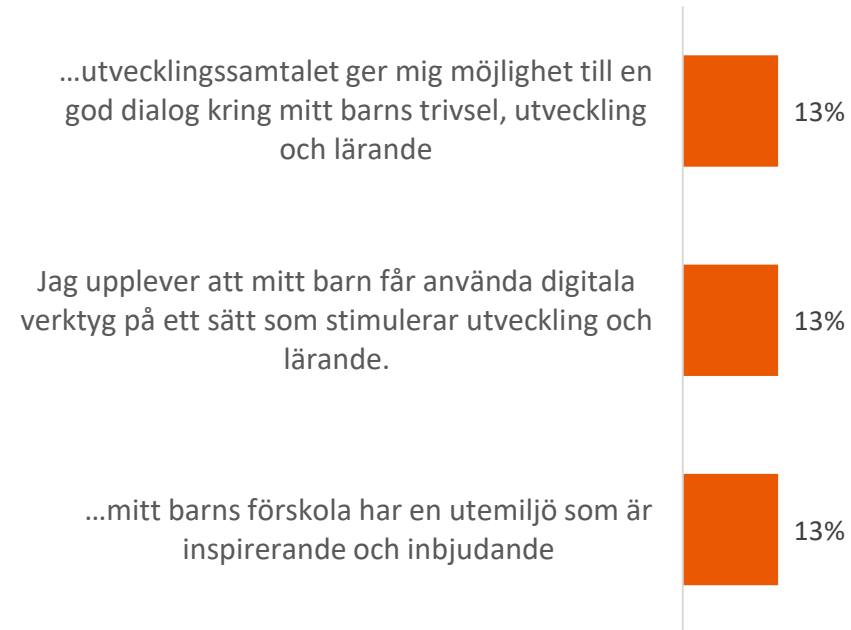 …utvecklingssamtalet ger mig möjlighet till en
god dialog kring mitt barns trivsel, utveckling
och lärande
13%
Jag upplever att mitt barn får använda digitala
verktyg på ett sätt som stimulerar utveckling och
lärande.
13%
…mitt barns förskola har en utemiljö som är
inspirerande och inbjudande
13%